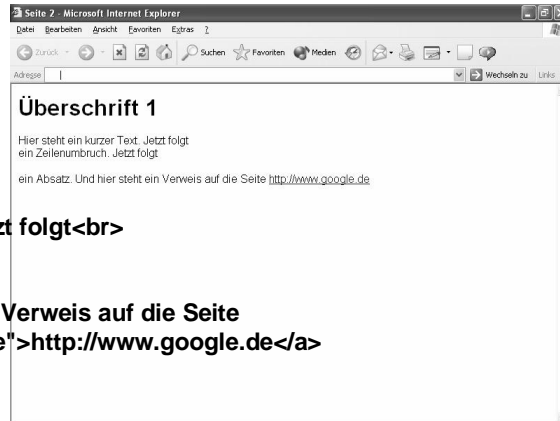 Seite 2 - Microsoft Internet Explorer
Datei Bearbeiten Ansicht Favoriten Extras ?
Zurück Suchen Favoriten Medien
Adresse Wechseln zu Links
Überschrift 1
Hier steht ein kurzer Text. Jetzt folgt
ein Zeilenumbruch. Jetzt folgt
ein Absatz. Und hier steht ein Verweis auf die Seite http://www.google.de
zt folgt<br>
Verweis auf die Seite
e">http://www.google.de</a>